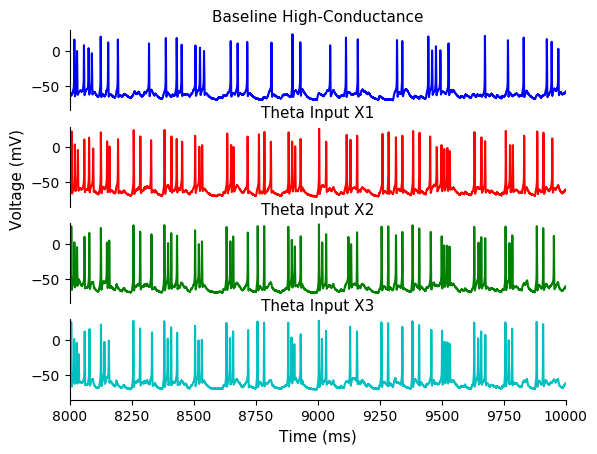 Baseline High-Conductance
0
−50
Theta Input X1
0
−50
Voltage (mV)
Theta Input X2
0
−50
Theta Input X3
0
−50
8000 8250 8500 8750 9000 9250 9500 9750 10000
Time (ms)